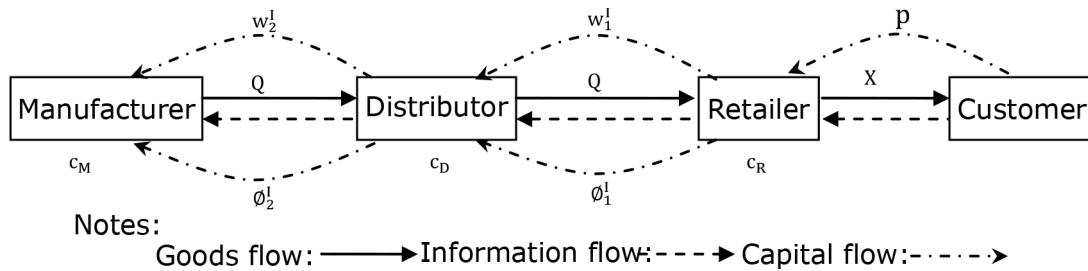 w₂ᴵ w₁ᴵ p
Manufacturer Q Distributor Q Retailer X Customer
c_M c_D c_R
∅₂ᴵ ∅₁ᴵ
Notes:
Goods flow: Information flow: Capital flow: